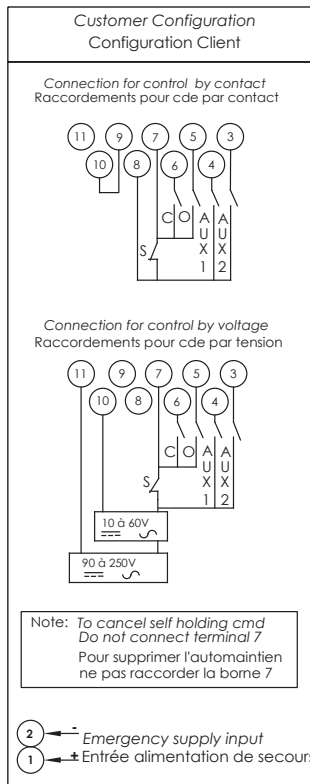 Customer Configuration
Configuration Client
Connection for control by contact
Raccordements pour cde par contact
11 9 7 5 3
10 8 6 4
C O A A
U U
S X X
1 2
Connection for control by voltage
Raccordements pour cde par tension
11 9 7 5 3
10 8 6 4
C O A A
U U
S X X
1 2
10 à 60V
90 à 250V
Note: To cancel self holding cmd
Do not connect terminal 7
Pour supprimer l'automaintien
ne pas raccorder la borne 7
2 - Emergency supply input
1 + Entrée alimentation de secours